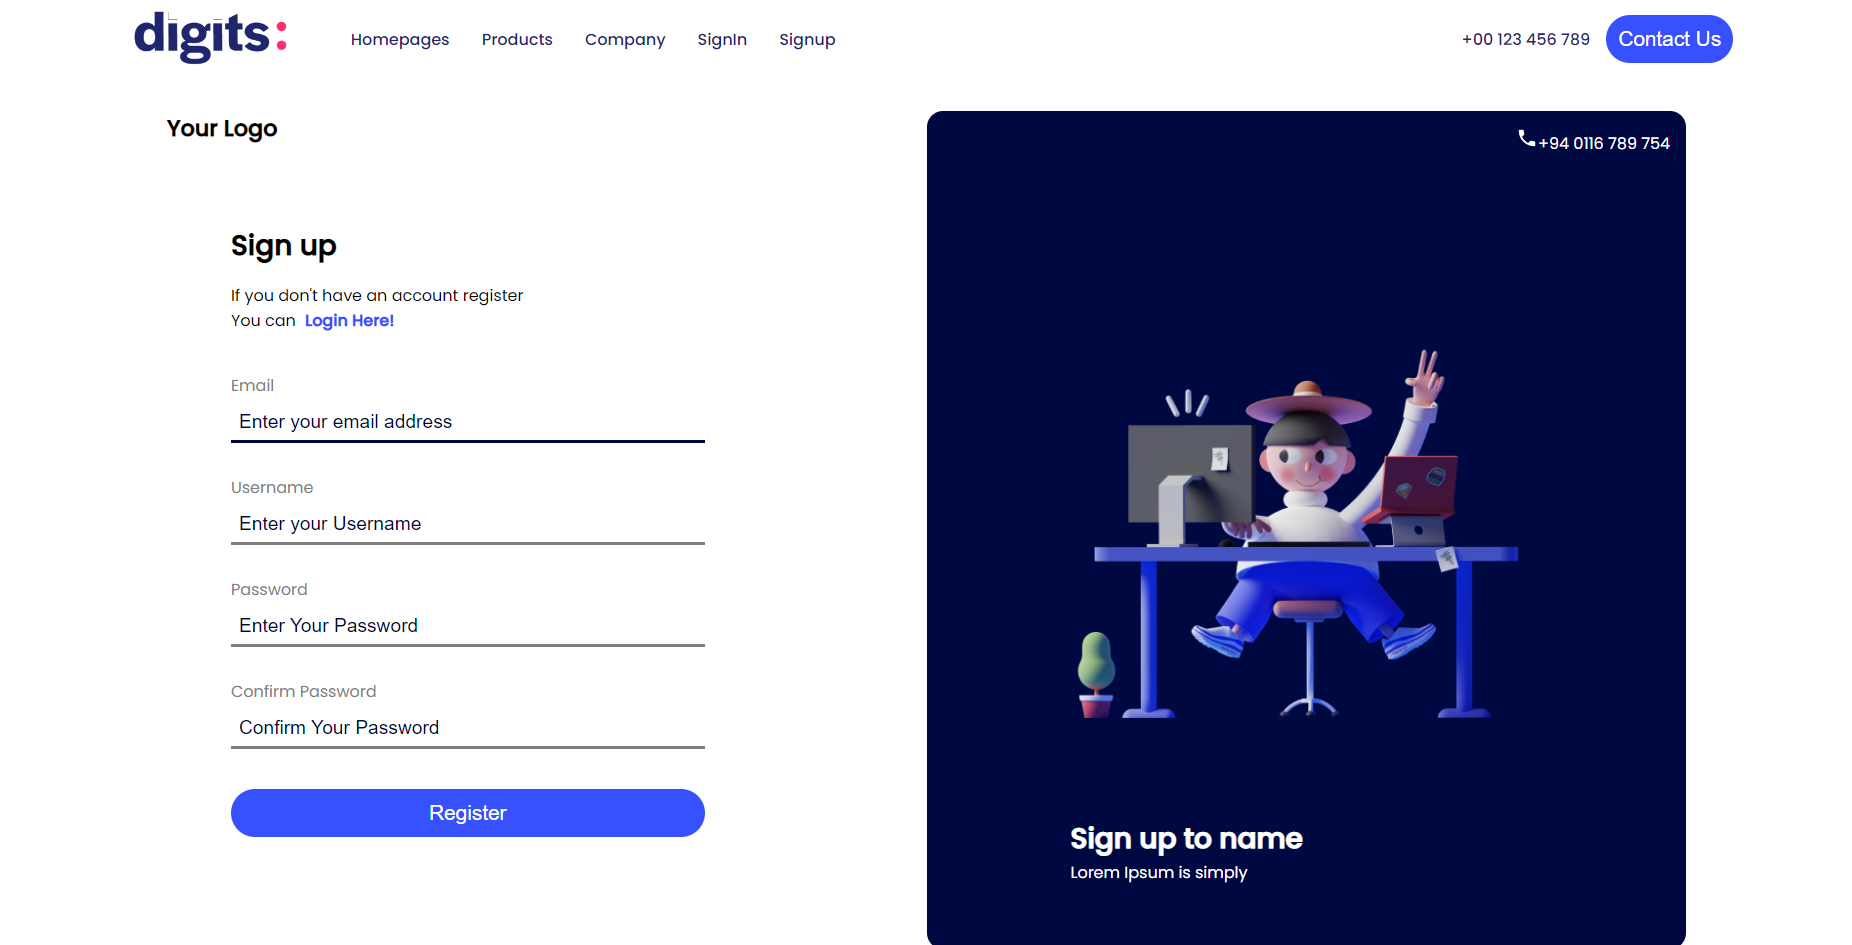 digits:
Homepages Products Company SignIn Signup
+00 123 456 789
Contact Us
Your Logo
Sign up
If you don't have an account register
You can Login Here!
Email
Enter your email address
Username
Enter your Username
Password
Enter Your Password
Confirm Password
Confirm Your Password
Register
+94 0116 789 754
Sign up to name
Lorem Ipsum is simply